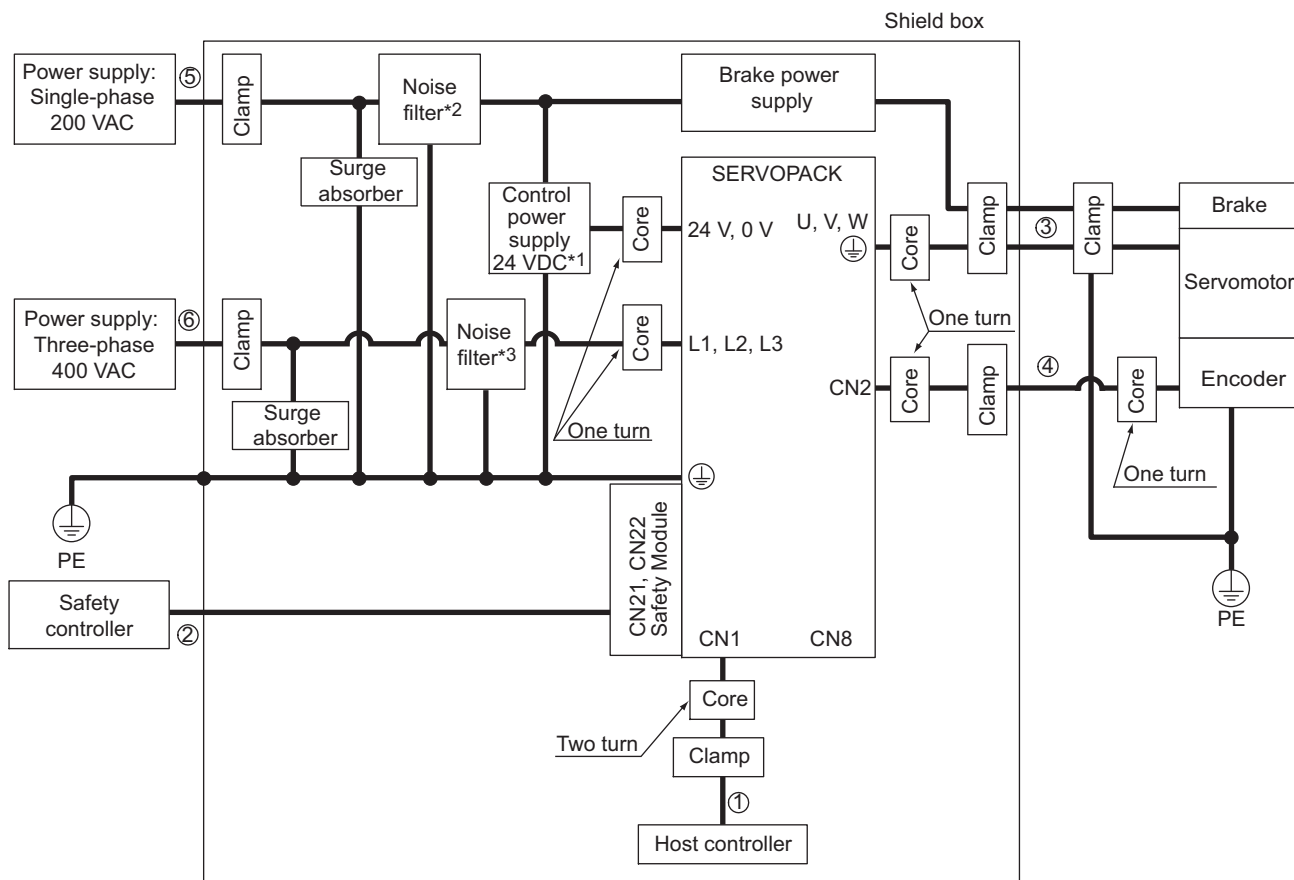 Shield box
Power supply:
Single-phase
200 VAC
⑤
Clamp
Noise
filter*2
Brake power
supply
Surge
absorber
Control
power
supply
24 VDC*1
Core
SERVOPACK
24 V, 0 V
U, V, W
Core
Clamp
③
Clamp
Brake
Servomotor
Power supply:
Three-phase
400 VAC
⑥
Clamp
Noise
filter*3
Core
L1, L2, L3
One turn
CN2
Core
Clamp
④
Core
Encoder
Surge
absorber
One turn
One turn
PE
CN21, CN22
Safety Module
PE
Safety
controller
②
CN1
CN8
Core
Two turn
Clamp
①
Host controller